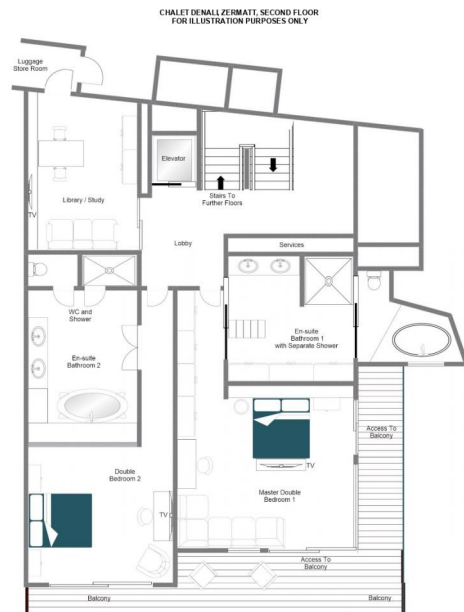 CHALET DENALI, ZERMATT, SECOND FLOOR
FOR ILLUSTRATION PURPOSES ONLY
Luggage
Store Room
Elevator
Library / Study
TV
Stairs To
Further Floors
Lobby
Services
WC and
Shower
En-suite
Bathroom 1
with Separate Shower
En-suite
Bathroom 2
Access To
Balcony
TV
Double
Bedroom 2
Master Double
Bedroom 1
TV
Access To
Balcony
Balcony
Balcony